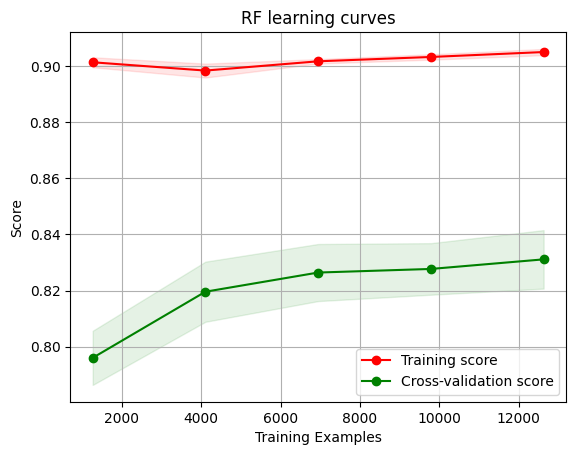 RF learning curves
Score
0.90
0.88
0.86
0.84
0.82
0.80
2000 4000 6000 8000 10000 12000
Training Examples
Training score
Cross-validation score